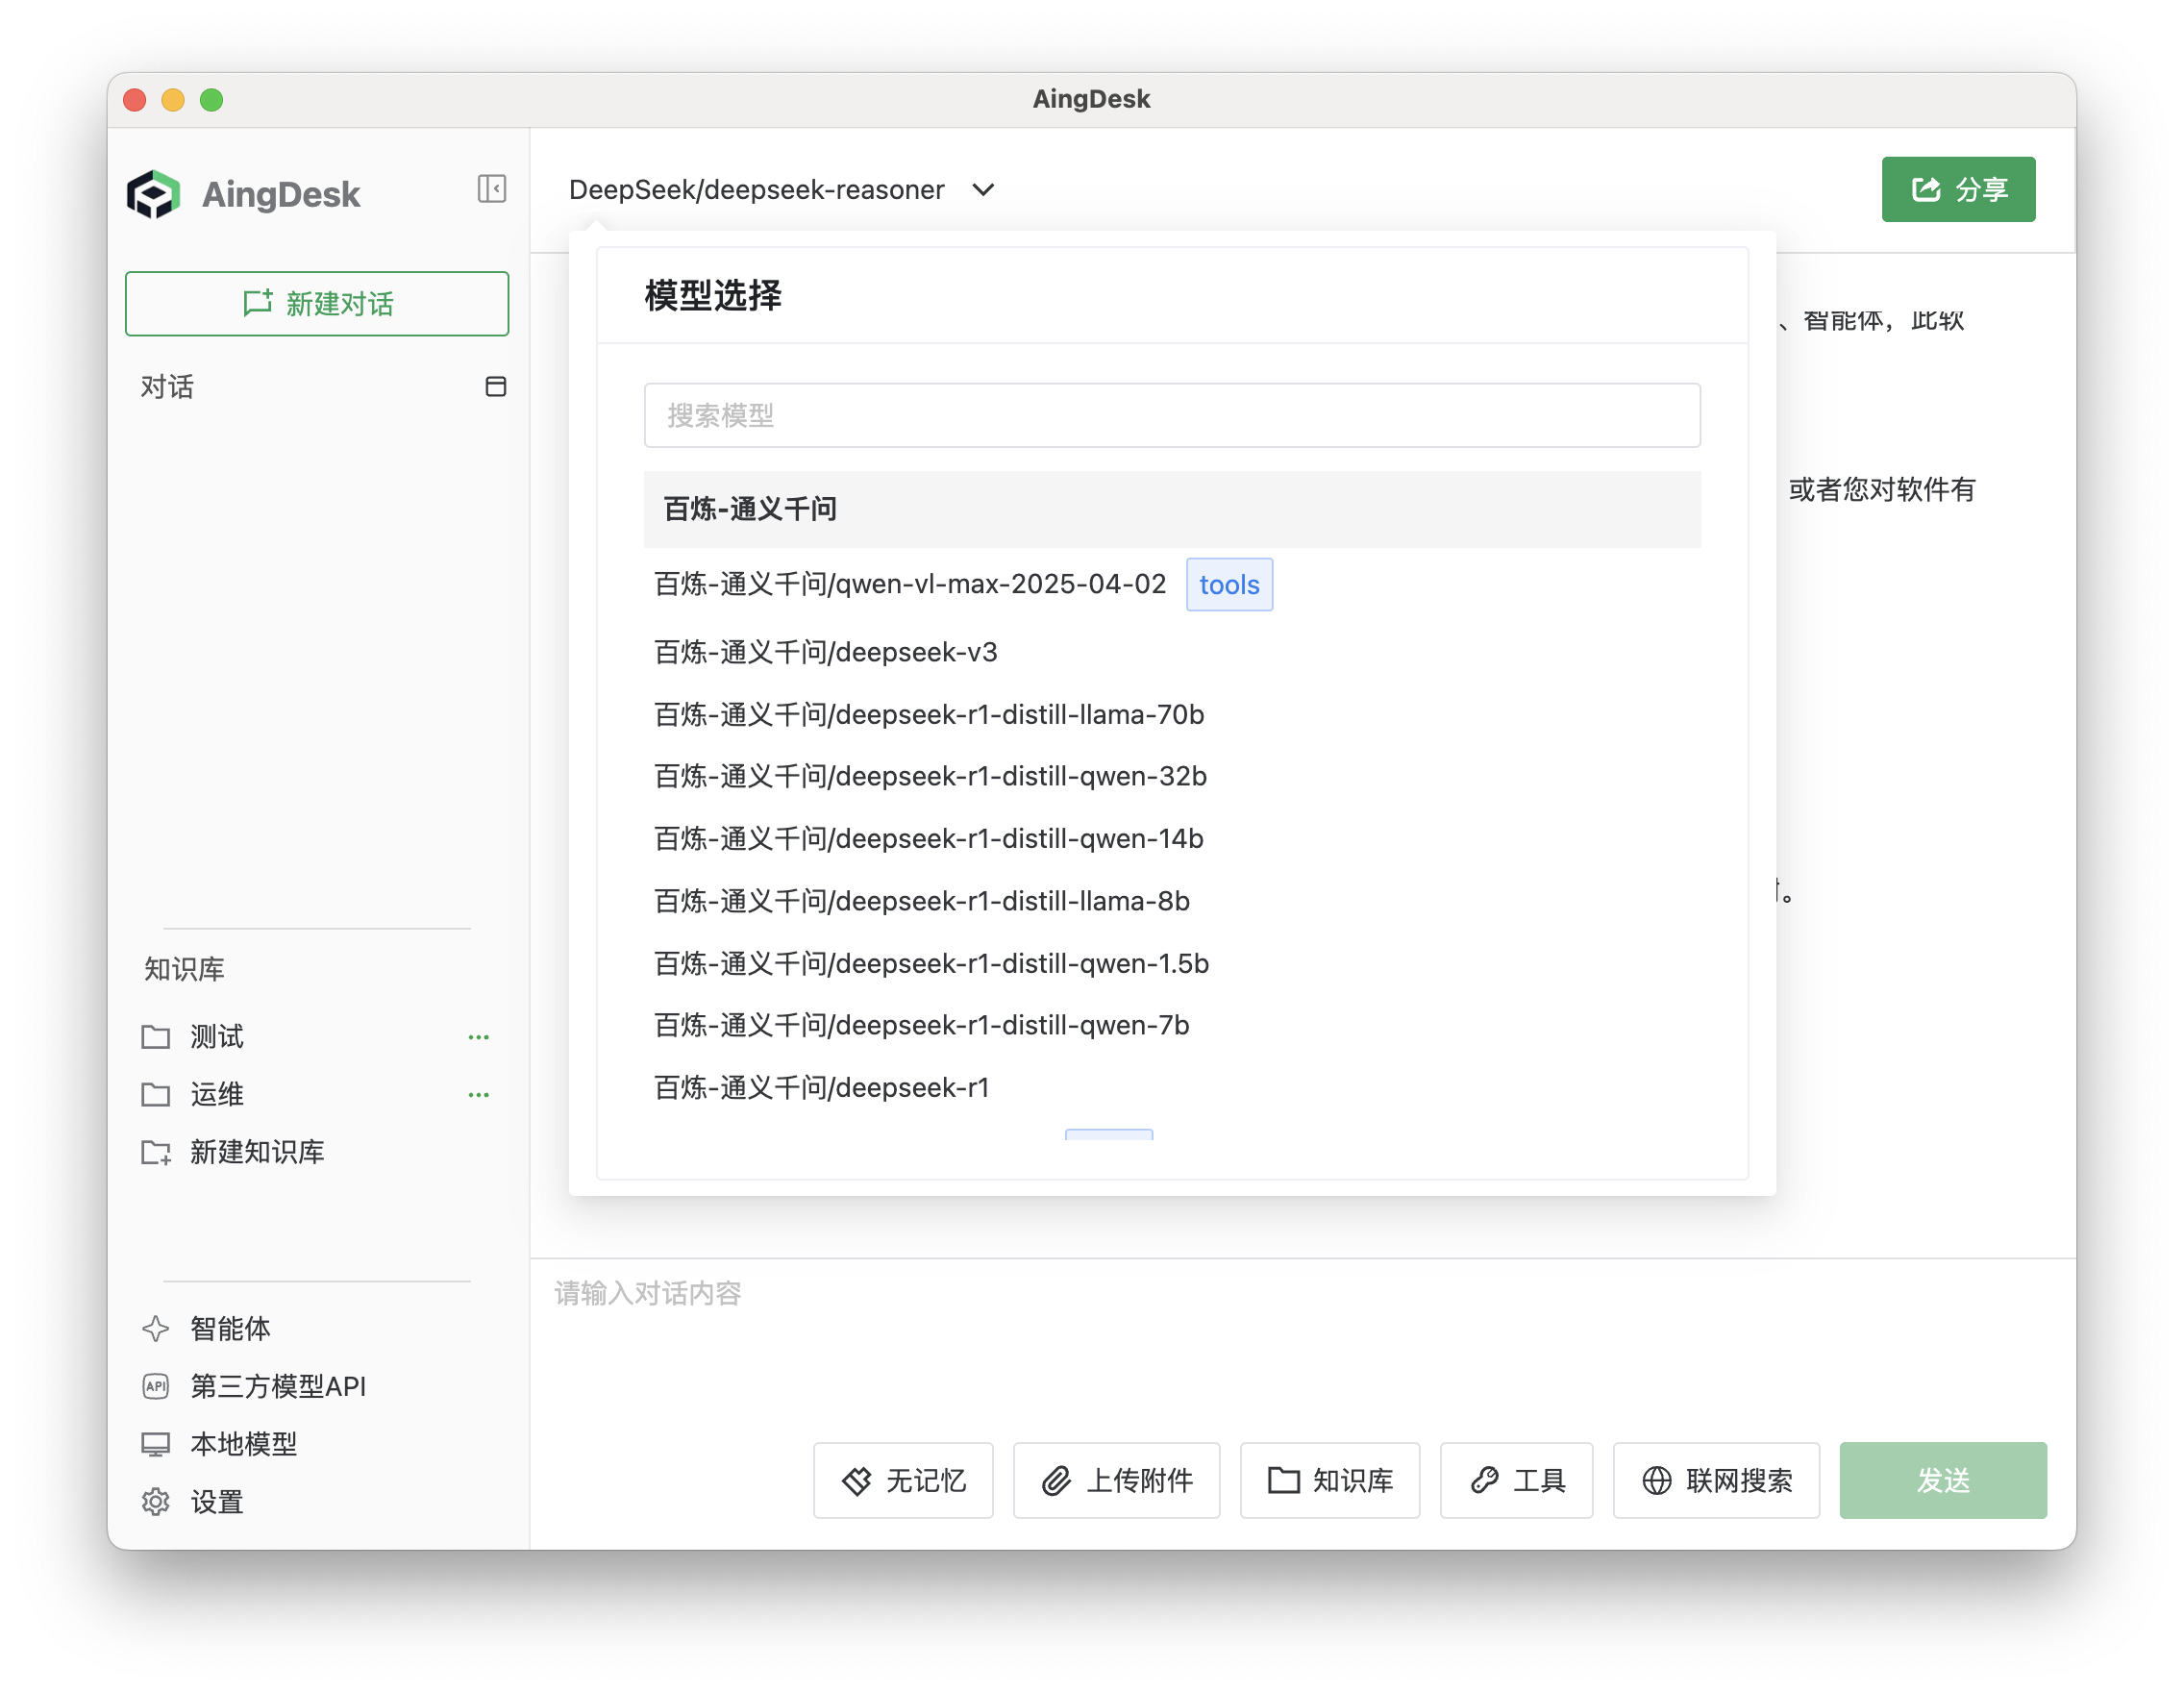 AingDesk
AingDesk
新建对话
对话
知识库
测试
运维
新建知识库
智能体
API
第三方模型API
本地模型
设置
DeepSeek/deepseek-reasoner
分享
模型选择
搜索模型
百炼-通义千问
百炼-通义千问/qwen-vl-max-2025-04-02 tools
百炼-通义千问/deepseek-v3
百炼-通义千问/deepseek-r1-distill-llama-70b
百炼-通义千问/deepseek-r1-distill-qwen-32b
百炼-通义千问/deepseek-r1-distill-qwen-14b
百炼-通义千问/deepseek-r1-distill-llama-8b
百炼-通义千问/deepseek-r1-distill-qwen-1.5b
百炼-通义千问/deepseek-r1-distill-qwen-7b
百炼-通义千问/deepseek-r1
、智能体，此软
或者您对软件有
。
请输入对话内容
无记忆
上传附件
知识库
工具
联网搜索
发送